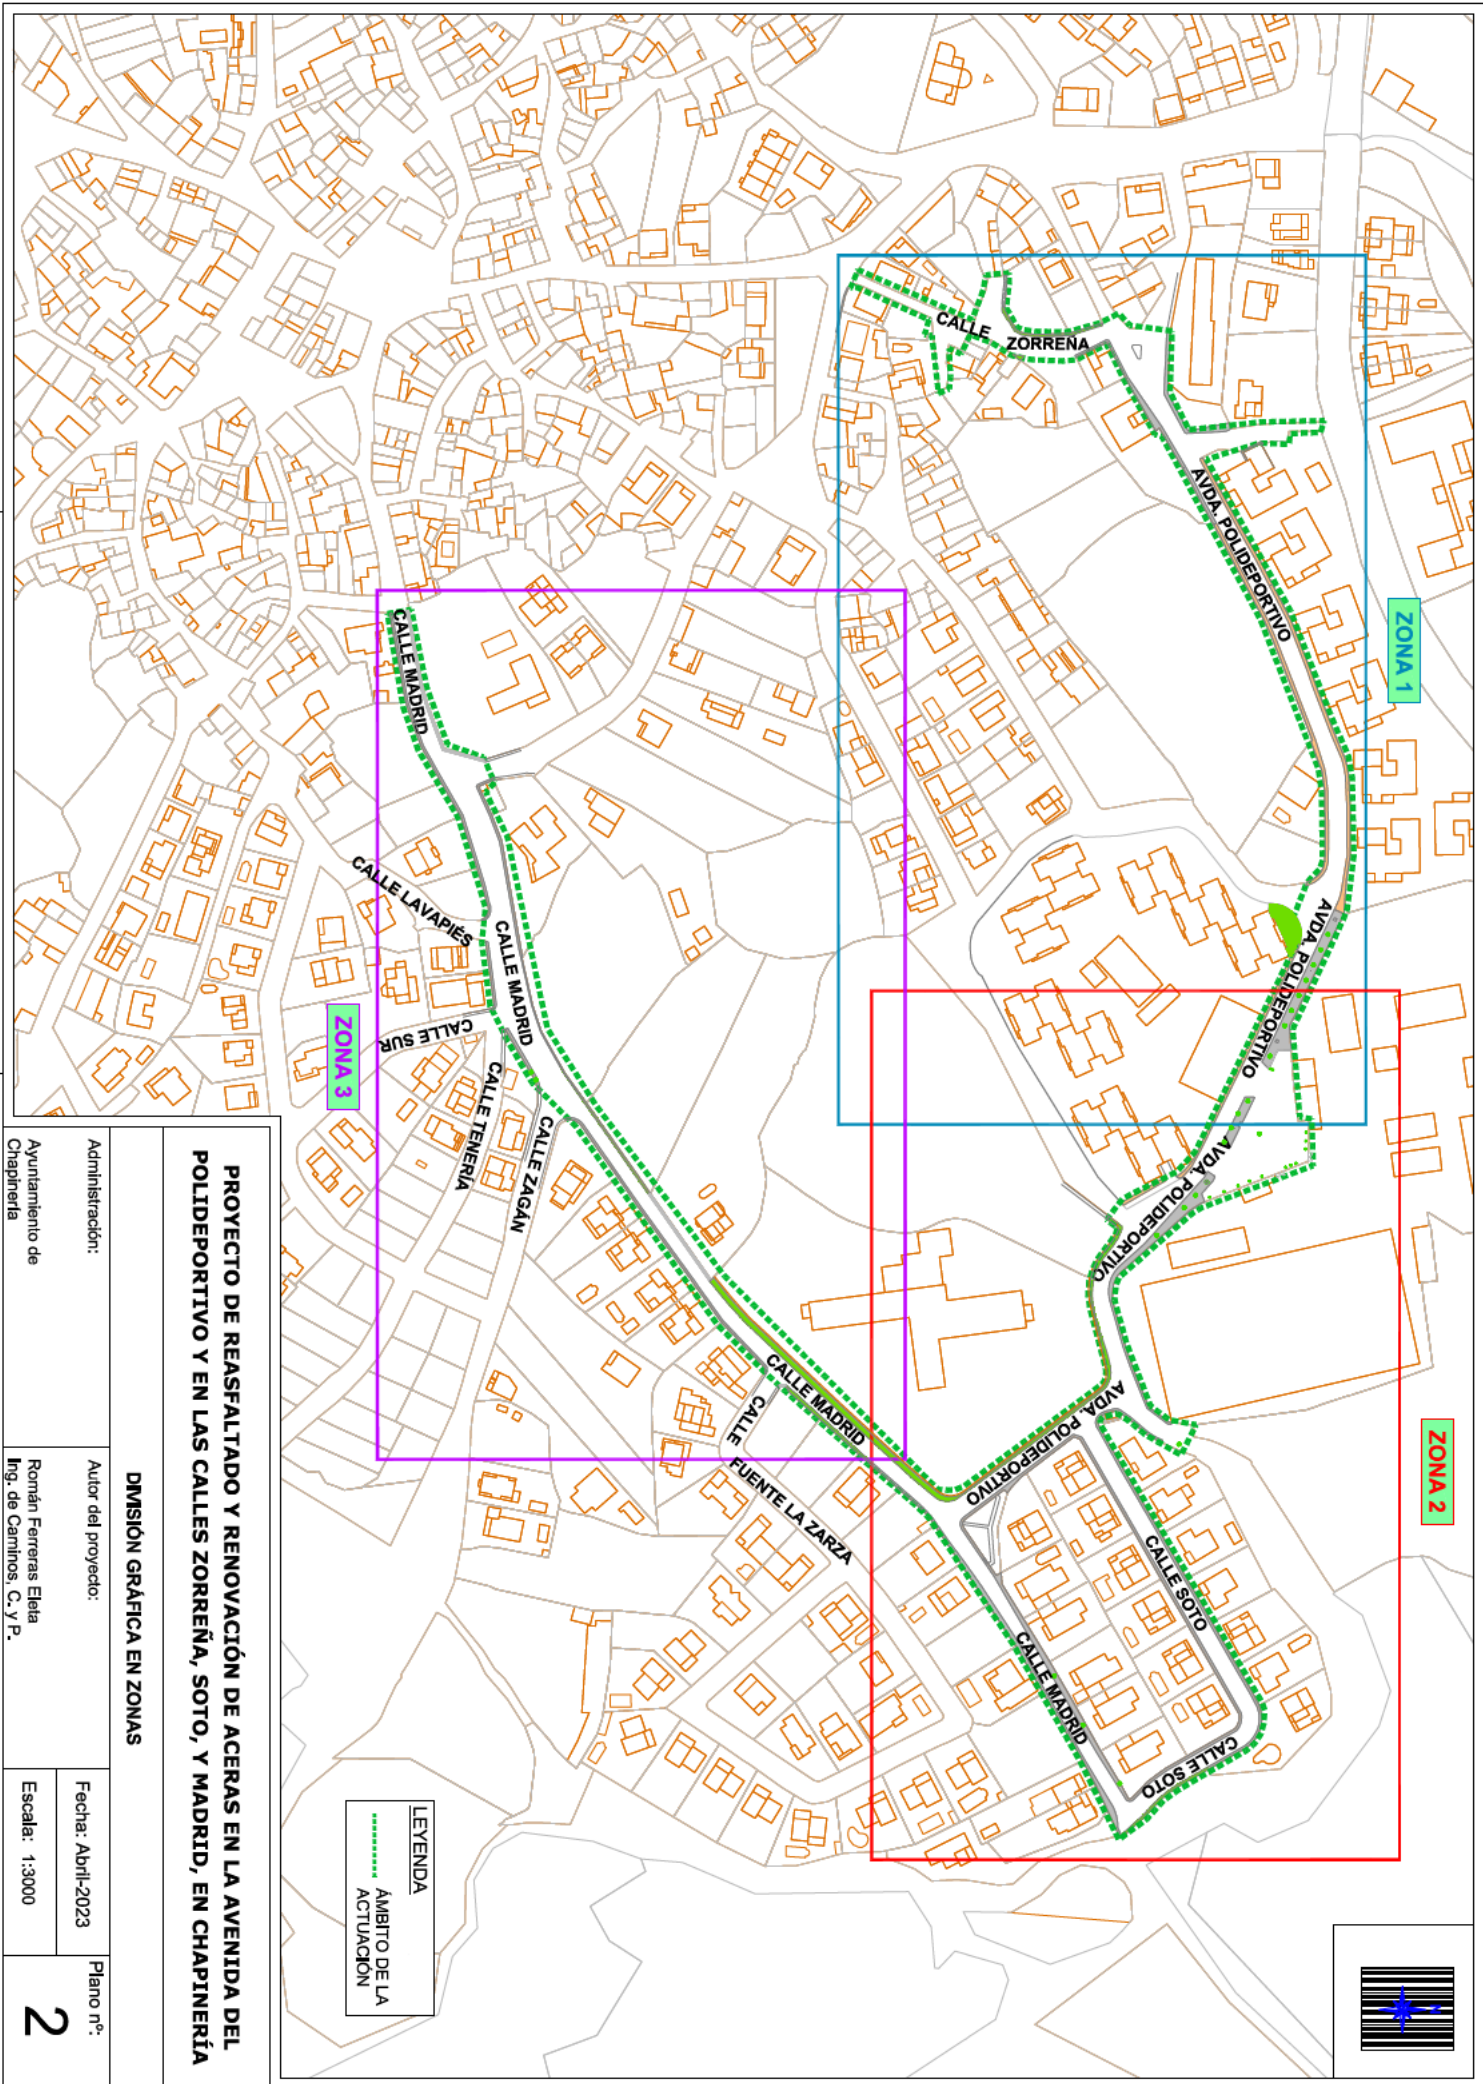 ZONA 1
ZONA 2
ZONA 3
CALLE
ZORREÑA
AVDA. POLIDEPORTIVO
AVDA. POLIDEPORTIVO
AVDA. POLIDEPORTIVO
AVDA. POLIDEPORTIVO
CALLE SOTO
CALLE SOTO
CALLE MADRID
CALLE MADRID
CALLE MADRID
CALLE MADRID
CALLE LAVAPIÉS
CALLE SUR
CALLE TENERÍA
CALLE ZAGÁN
CALLE
FUENTE LA ZARZA
N
LEYENDA
ÁMBITO DE LA
ACTUACIÓN
PROYECTO DE REASFALTADO Y RENOVACIÓN DE ACERAS EN LA AVENIDA DEL
POLIDEPORTIVO Y EN LAS CALLES ZORREÑA, SOTO, Y MADRID, EN CHAPINERÍA
DIVISIÓN GRÁFICA EN ZONAS
Administración:
Ayuntamiento de
Chapinería
Autor del proyecto:
Román Ferreras Eleta
Ing. de Caminos, C. y P.
Fecha: Abril-2023
Escala: 1:3000
Plano nº:
2